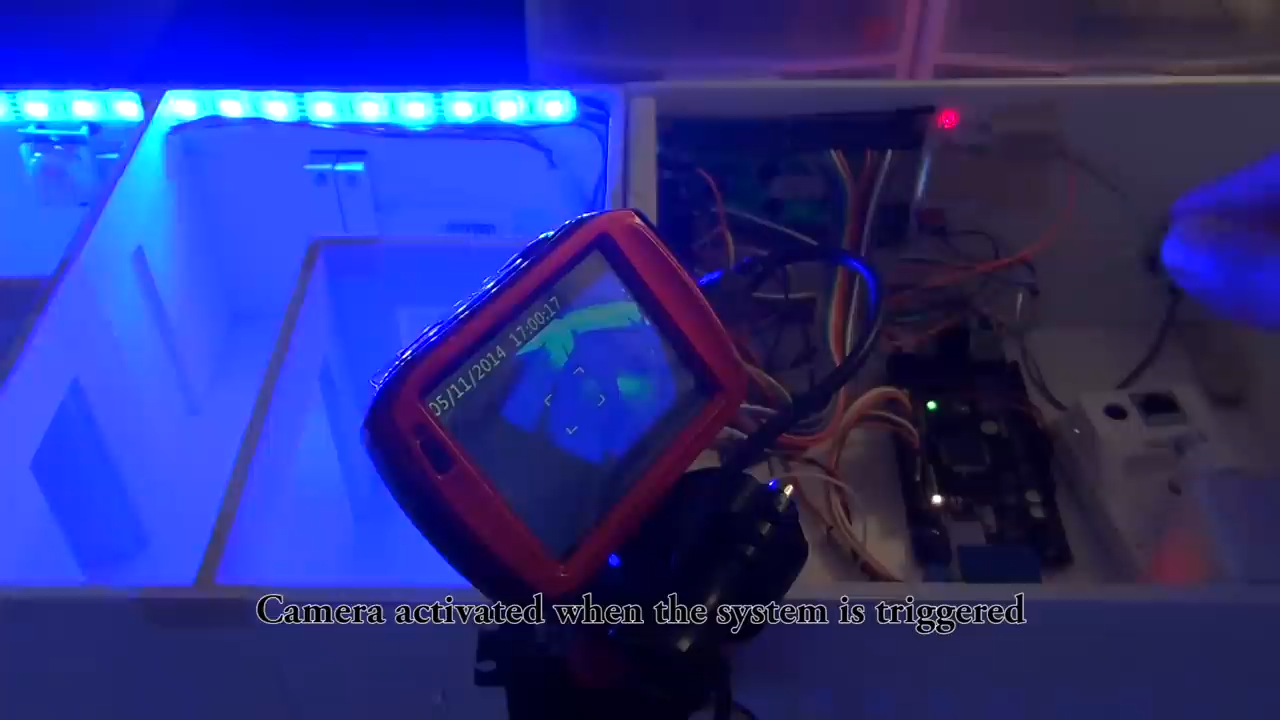 05/11/2014 17:00:17
Camera activated when the system is triggered